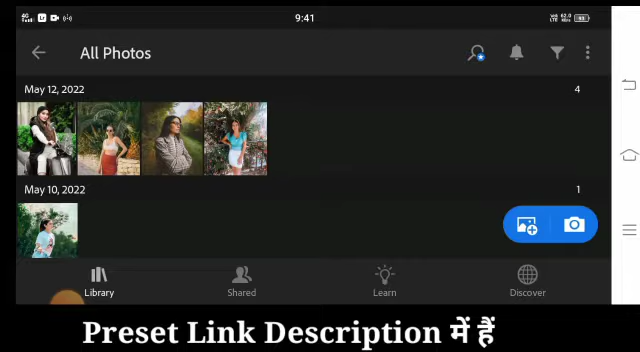 9:41
All Photos
May 12, 2022
4
May 10, 2022
1
Library
Shared
Learn
Discover
Preset Link Description में हैं